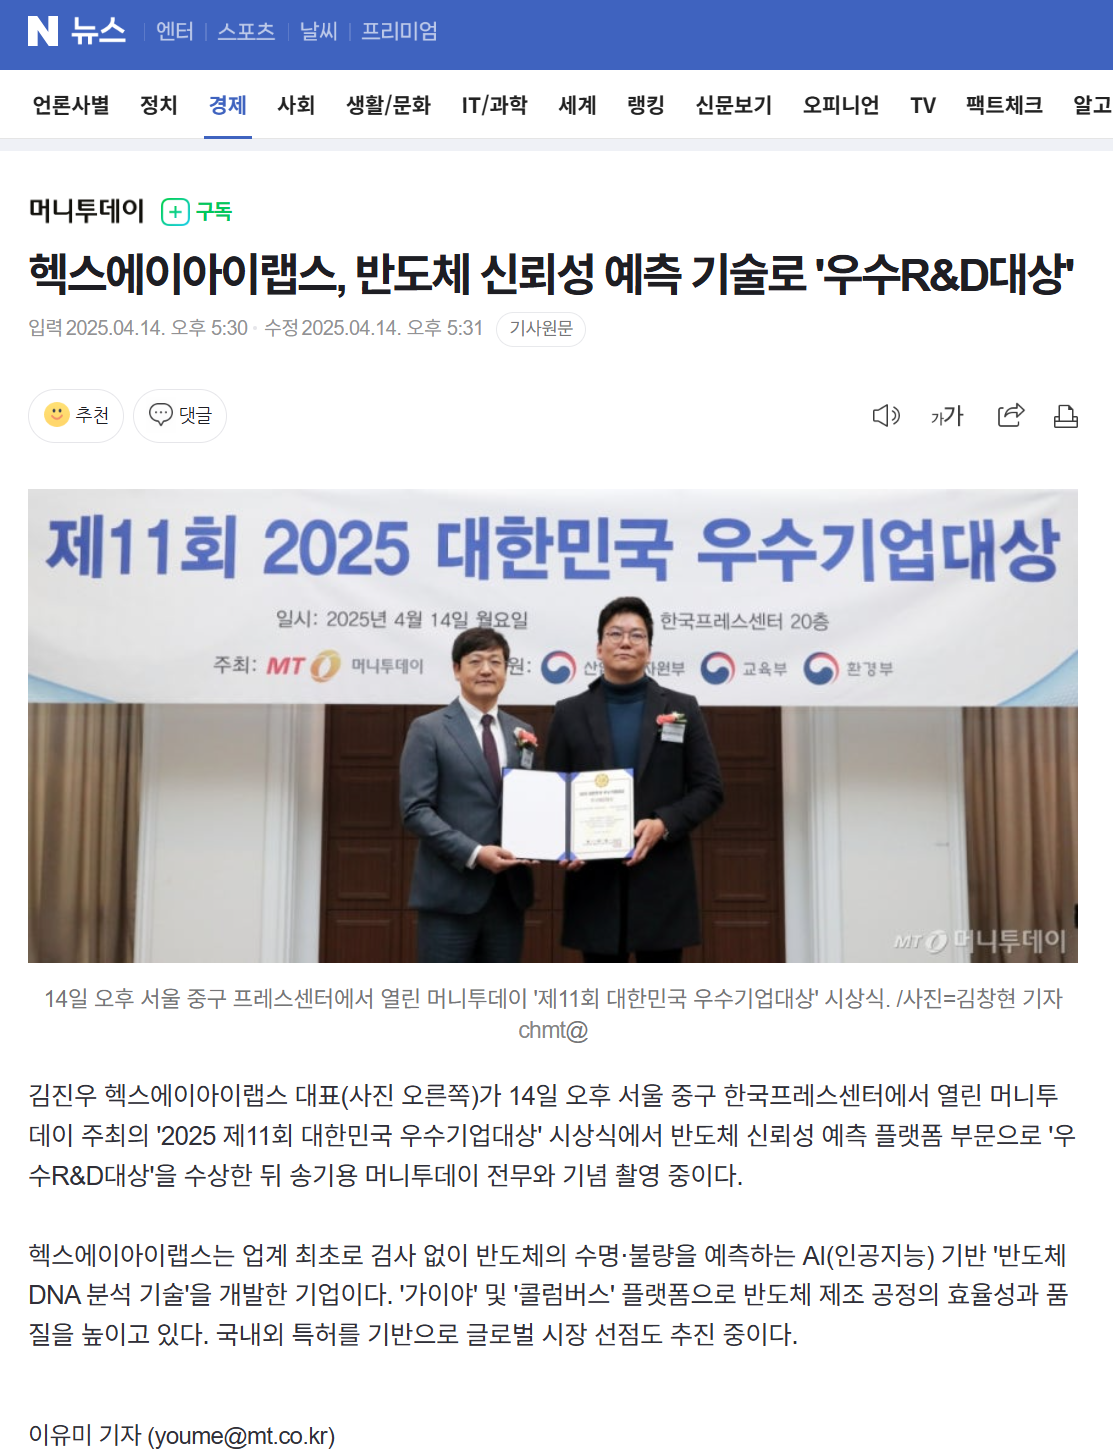 N 뉴스 엔터 스포츠 날씨 프리미엄
언론사별 정치 경제 사회 생활/문화 IT/과학 세계 랭킹 신문보기 오피니언 TV 팩트체크 알고
머니투데이 구독
헥스에이아이랩스, 반도체 신뢰성 예측 기술로 '우수R&D대상'
입력 2025.04.14. 오후 5:30 수정 2025.04.14. 오후 5:31 기사원문
추천 댓글 가가
제11회 2025 대한민국 우수기업대상
일시: 2025년 4월 14일 월요일 한국프레스센터 20층
주최: MT 머니투데이 원: 산업 자원부 교육부 환경부
MT 머니투데이
14일 오후 서울 중구 프레스센터에서 열린 머니투데이 '제11회 대한민국 우수기업대상' 시상식. /사진=김창현 기자
chmt@
김진우 헥스에이아이랩스 대표(사진 오른쪽)가 14일 오후 서울 중구 한국프레스센터에서 열린 머니투
데이 주최의 '2025 제11회 대한민국 우수기업대상' 시상식에서 반도체 신뢰성 예측 플랫폼 부문으로 '우
수R&D대상'을 수상한 뒤 송기용 머니투데이 전무와 기념 촬영 중이다.
헥스에이아이랩스는 업계 최초로 검사 없이 반도체의 수명·불량을 예측하는 AI(인공지능) 기반 '반도체
DNA 분석 기술'을 개발한 기업이다. '가이아' 및 '콜럼버스' 플랫폼으로 반도체 제조 공정의 효율성과 품
질을 높이고 있다. 국내외 특허를 기반으로 글로벌 시장 선점도 추진 중이다.
이유미 기자 (youme@mt.co.kr)